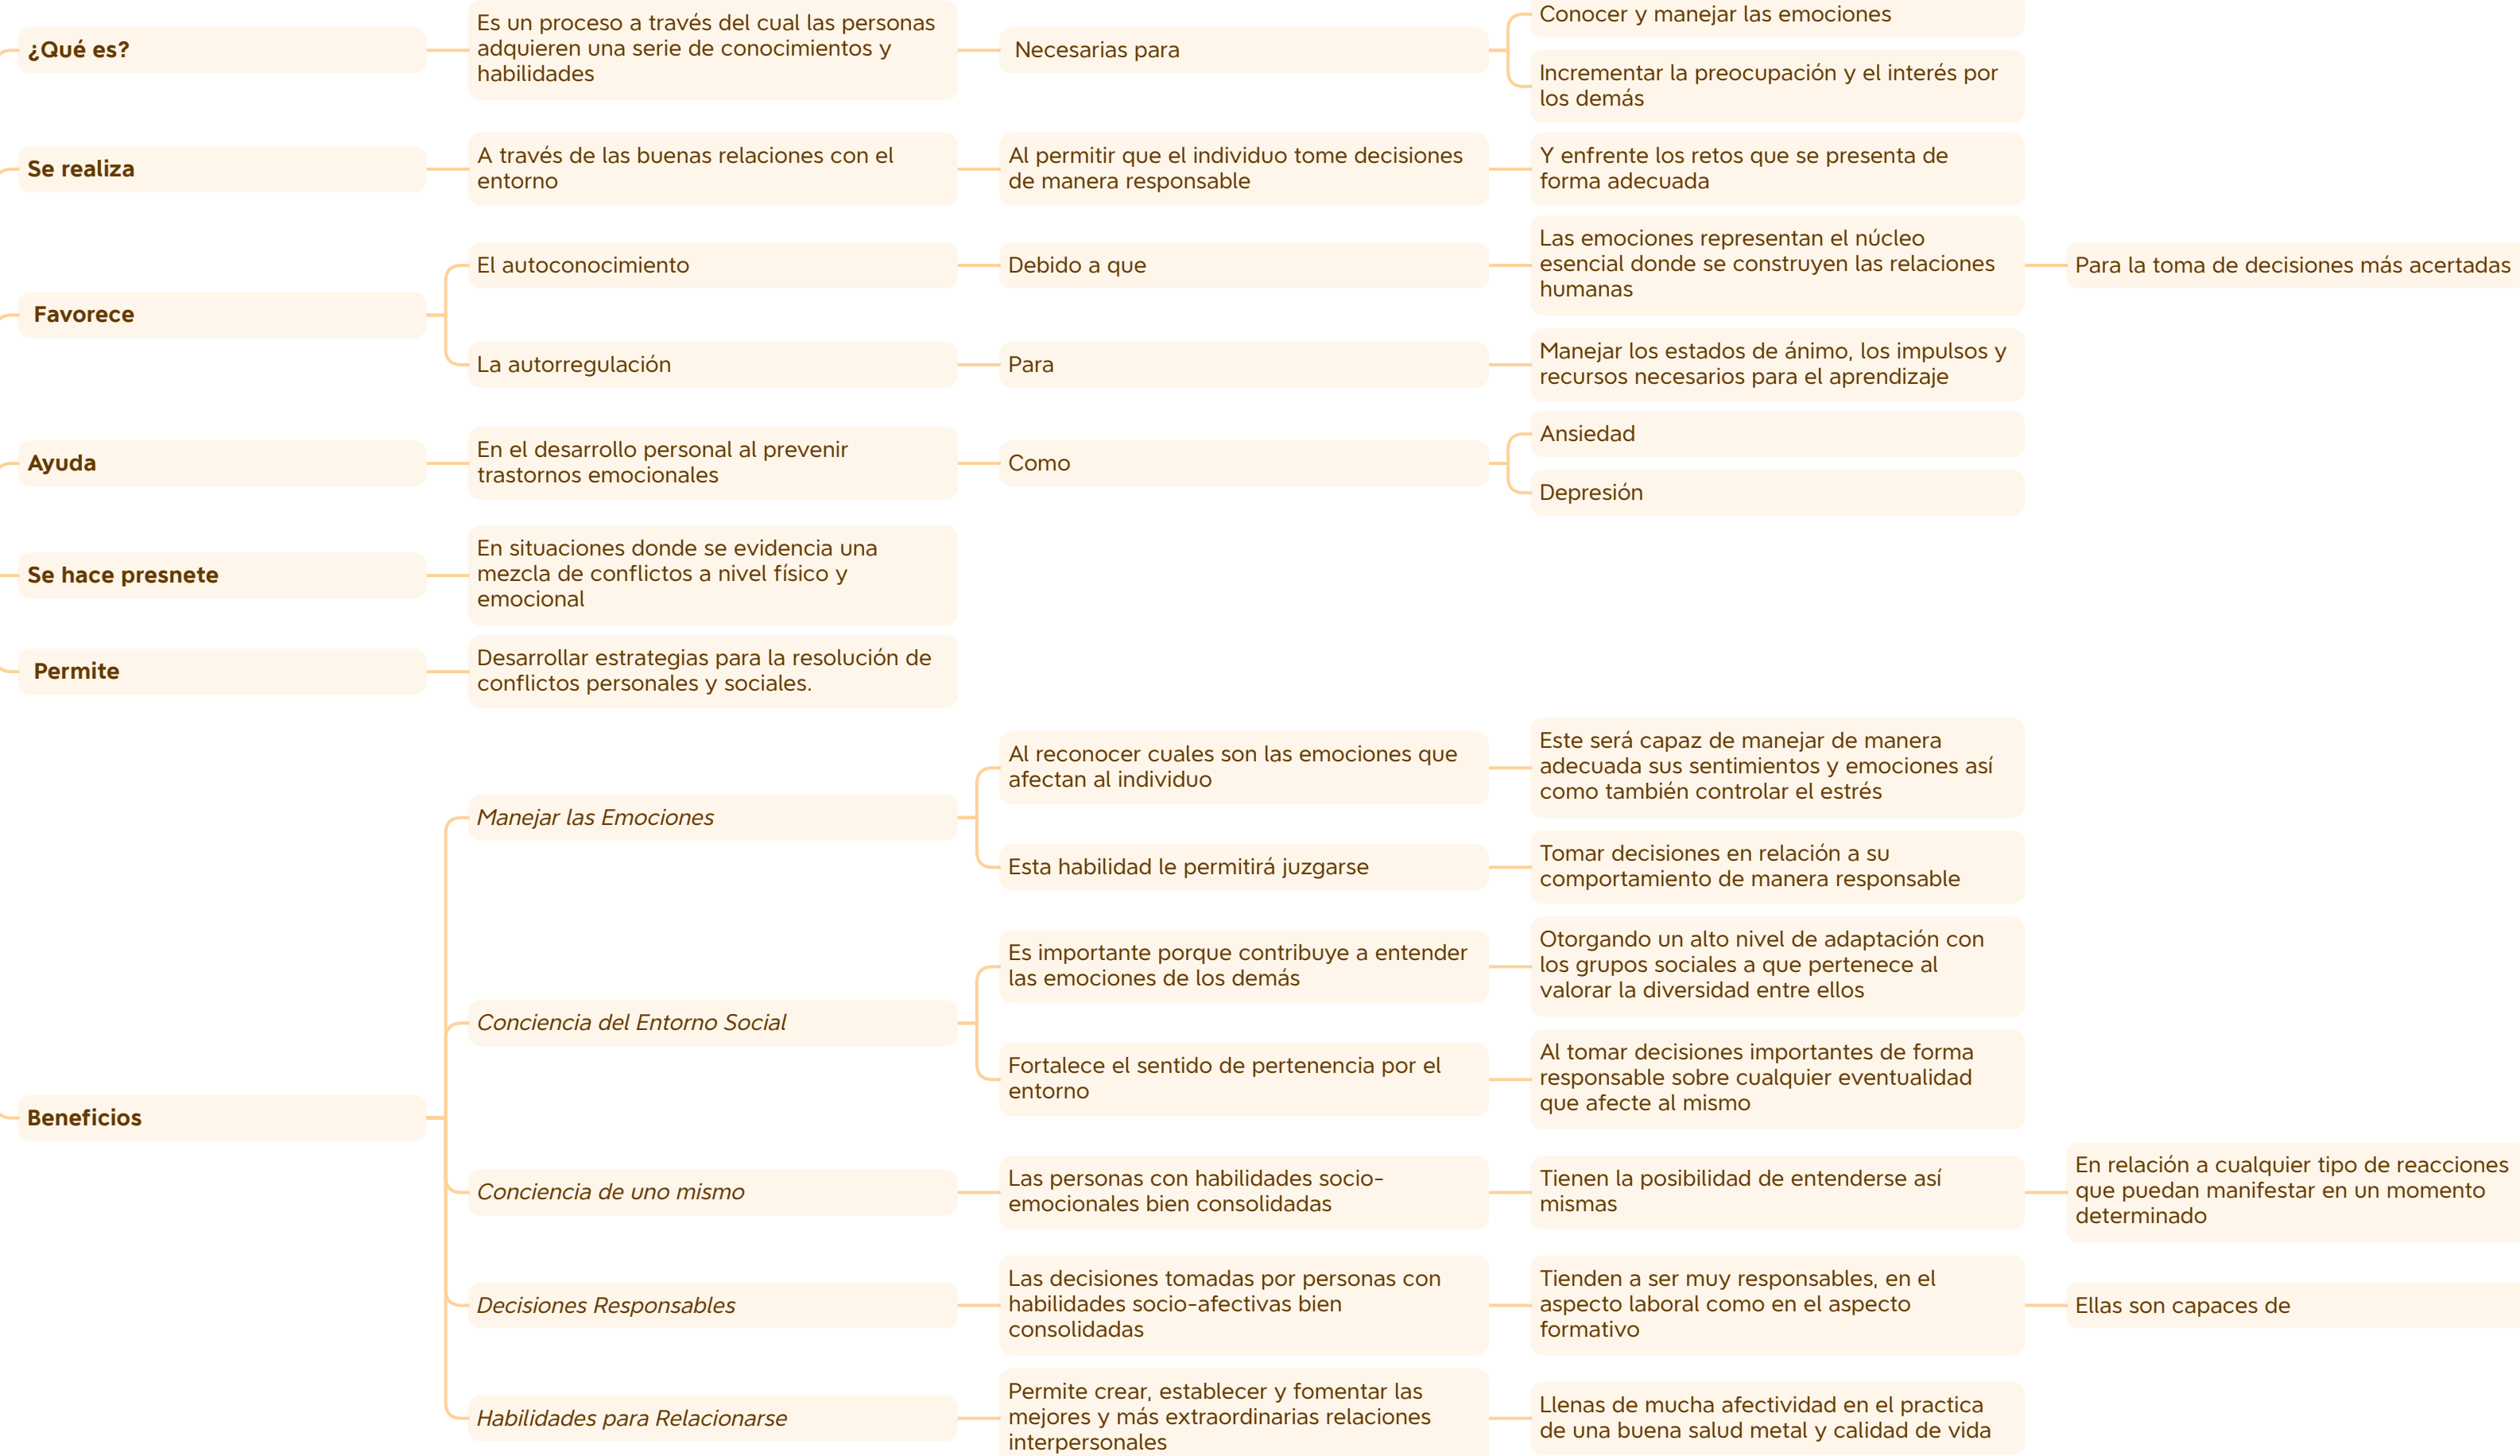 ¿Qué es?
Es un proceso a través del cual las personas
adquieren una serie de conocimientos y
habilidades
Necesarias para
Conocer y manejar las emociones
Incrementar la preocupación y el interés por
los demás
Se realiza
A través de las buenas relaciones con el
entorno
Al permitir que el individuo tome decisiones
de manera responsable
Y enfrente los retos que se presenta de
forma adecuada
Favorece
El autoconocimiento
Debido a que
Las emociones representan el núcleo
esencial donde se construyen las relaciones
humanas
Para la toma de decisiones más acertadas
La autorregulación
Para
Manejar los estados de ánimo, los impulsos y
recursos necesarios para el aprendizaje
Ayuda
En el desarrollo personal al prevenir
trastornos emocionales
Como
Ansiedad
Depresión
Se hace presnete
En situaciones donde se evidencia una
mezcla de conflictos a nivel físico y
emocional
Permite
Desarrollar estrategias para la resolución de
conflictos personales y sociales.
Beneficios
Manejar las Emociones
Al reconocer cuales son las emociones que
afectan al individuo
Este será capaz de manejar de manera
adecuada sus sentimientos y emociones así
como también controlar el estrés
Esta habilidad le permitirá juzgarse
Tomar decisiones en relación a su
comportamiento de manera responsable
Conciencia del Entorno Social
Es importante porque contribuye a entender
las emociones de los demás
Otorgando un alto nivel de adaptación con
los grupos sociales a que pertenece al
valorar la diversidad entre ellos
Fortalece el sentido de pertenencia por el
entorno
Al tomar decisiones importantes de forma
responsable sobre cualquier eventualidad
que afecte al mismo
Conciencia de uno mismo
Las personas con habilidades socio-
emocionales bien consolidadas
Tienen la posibilidad de entenderse así
mismas
En relación a cualquier tipo de reacciones
que puedan manifestar en un momento
determinado
Decisiones Responsables
Las decisiones tomadas por personas con
habilidades socio-afectivas bien
consolidadas
Tienden a ser muy responsables, en el
aspecto laboral como en el aspecto
formativo
Ellas son capaces de
Habilidades para Relacionarse
Permite crear, establecer y fomentar las
mejores y más extraordinarias relaciones
interpersonales
Llenas de mucha afectividad en el practica
de una buena salud metal y calidad de vida